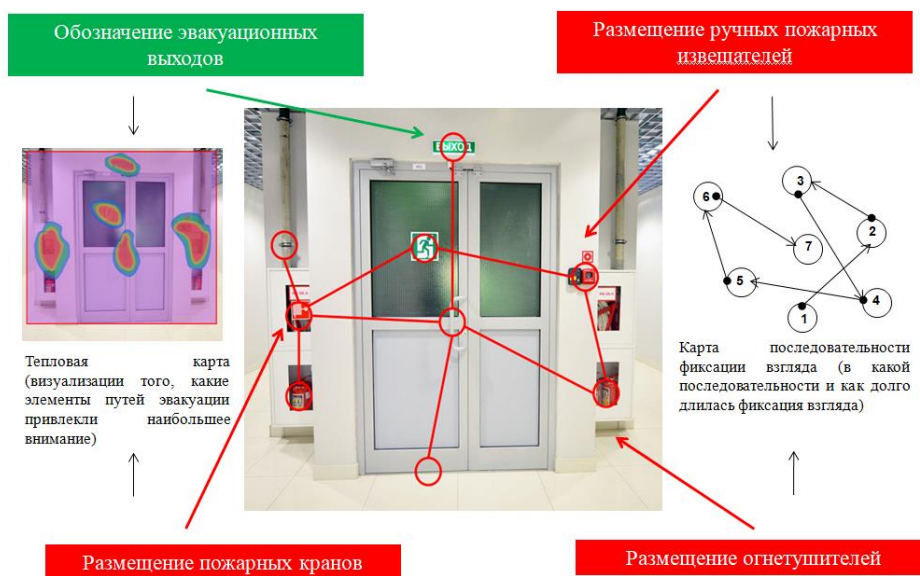 Обозначение эвакуационных
выходов
Размещение ручных пожарных
извещателей
ВЫХОД
Тепловая карта
(визуализации того, какие
элементы путей эвакуации
привлекли наибольшее
внимание)
3
6
2
7
5
4
1
Карта последовательности
фиксации взгляда (в какой
последовательности и как долго
длилась фиксация взгляда)
Размещение пожарных кранов
Размещение огнетушителей